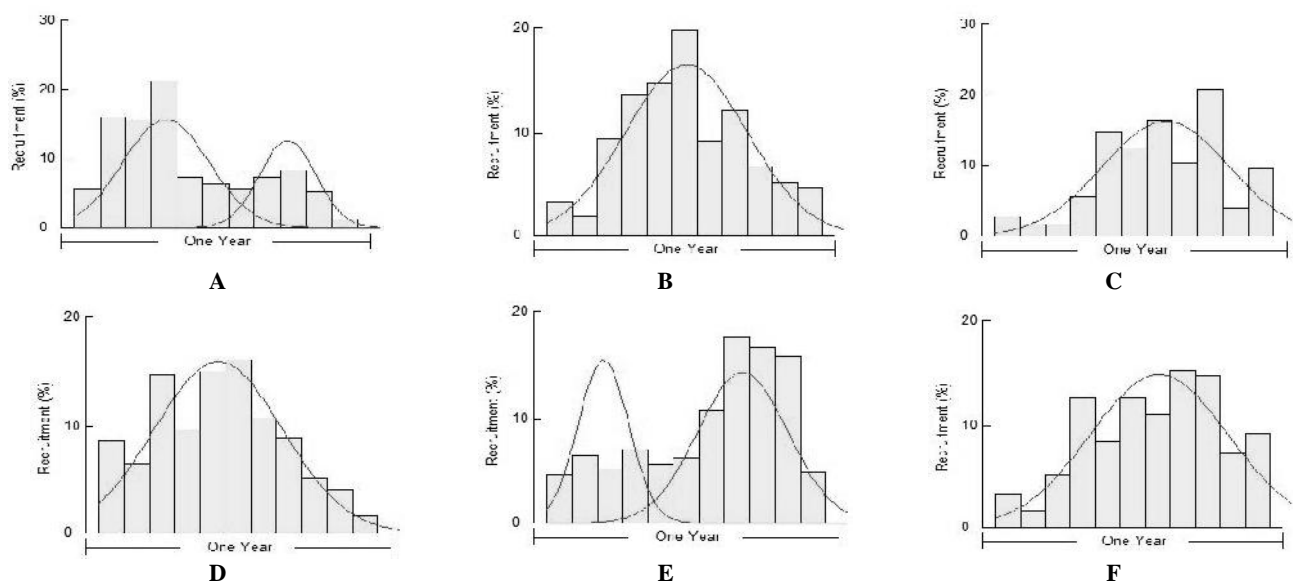 30
20
10
0
Recruitment (%)
One Year
A
20
10
0
Recruitment (%)
One Year
B
30
20
10
0
Recruitment (%)
One Year
C
20
10
0
Recruitment (%)
One Year
D
20
10
0
Recruitment (%)
One Year
E
20
10
0
Recruitment (%)
One Year
F